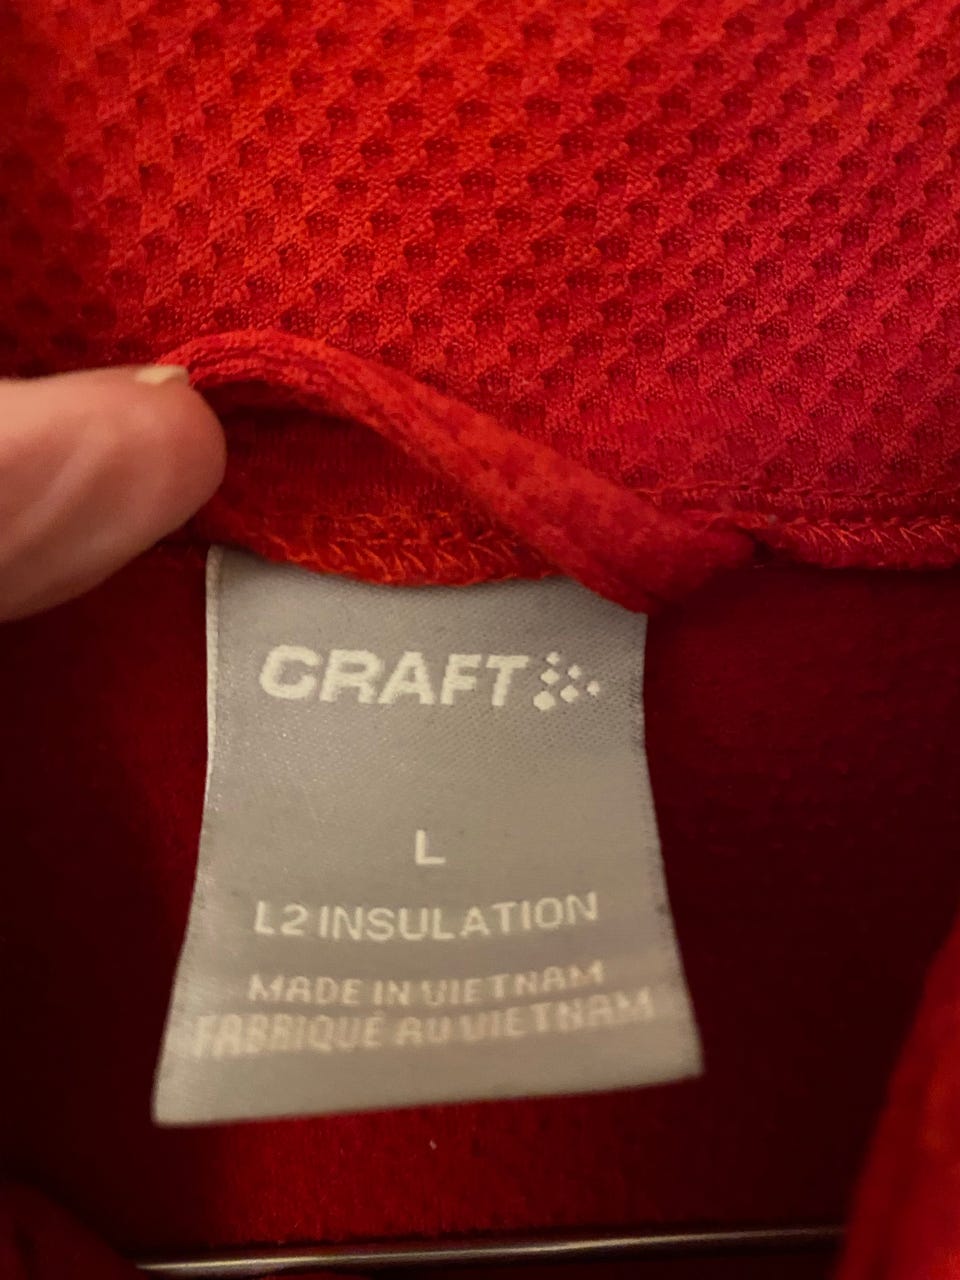 CRAFT
L
L2 INSULATION
MADE IN VIETNAM
FABRIQUÉ AU VIETNAM